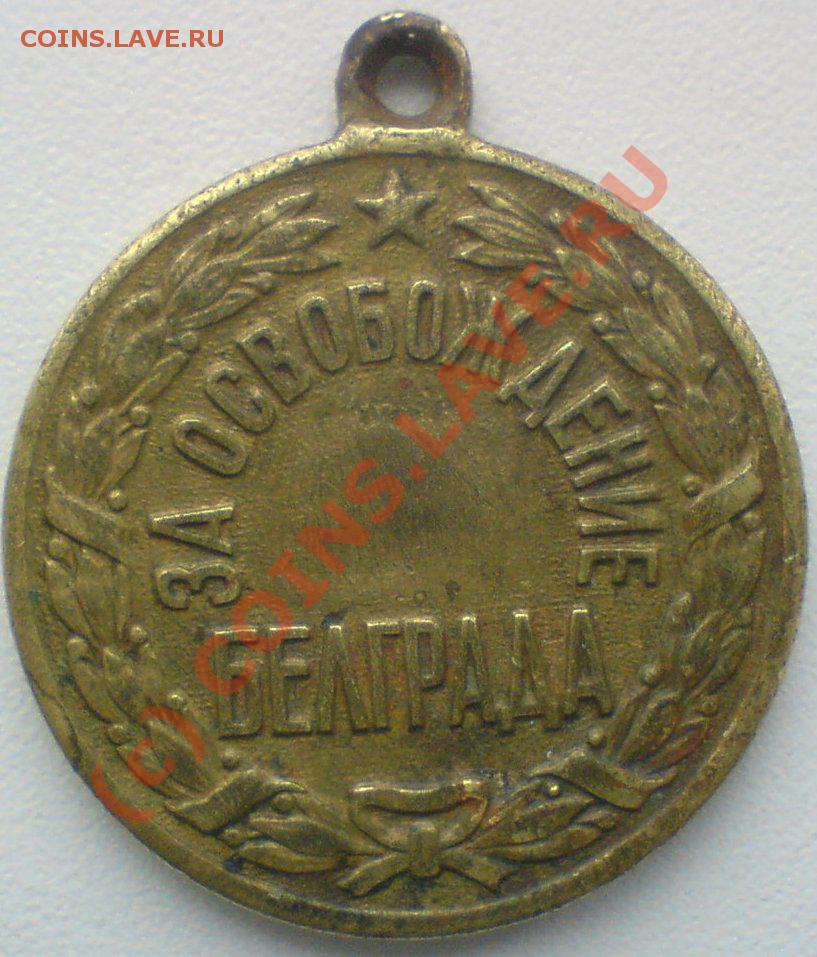 COINS.LAVE.RU
ЗА ОСВОБОЖДЕНИЕ
БЕЛГРАДА
(c) COINS.LAVE.RU